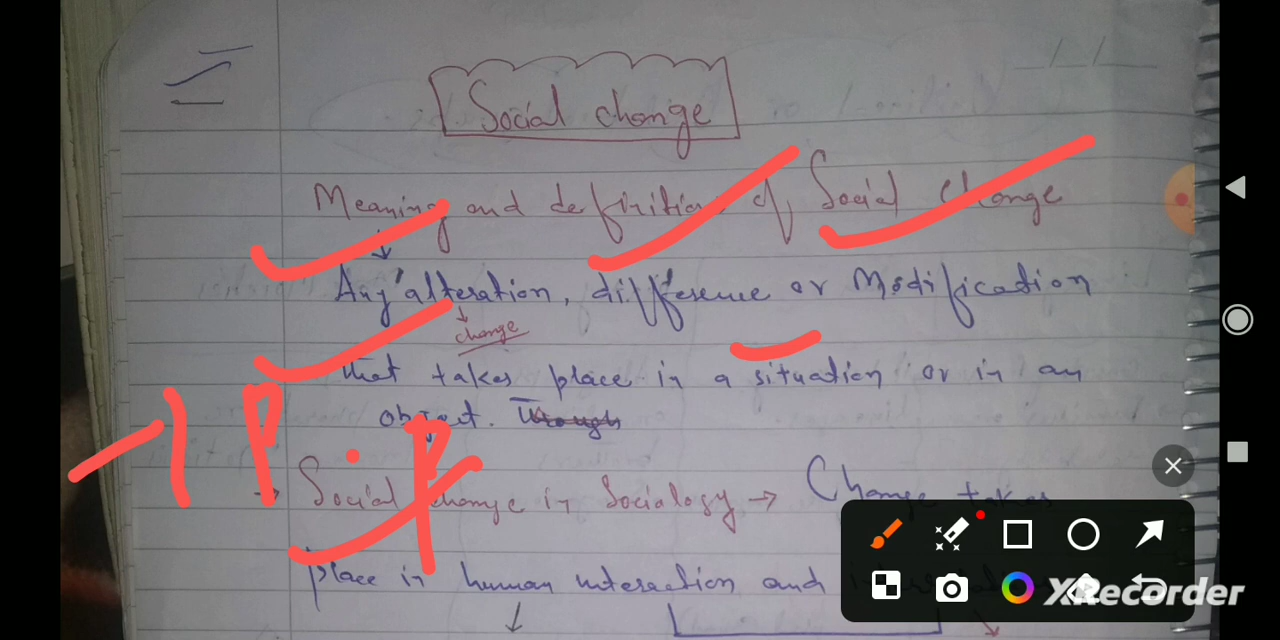 Social change
Meaning and definition of Social Change
Any alteration, difference or Modification
change
that takes place in a situation or in an
object. Though
→ Social change in Sociology → Change takes
place in human interaction and
XRecorder